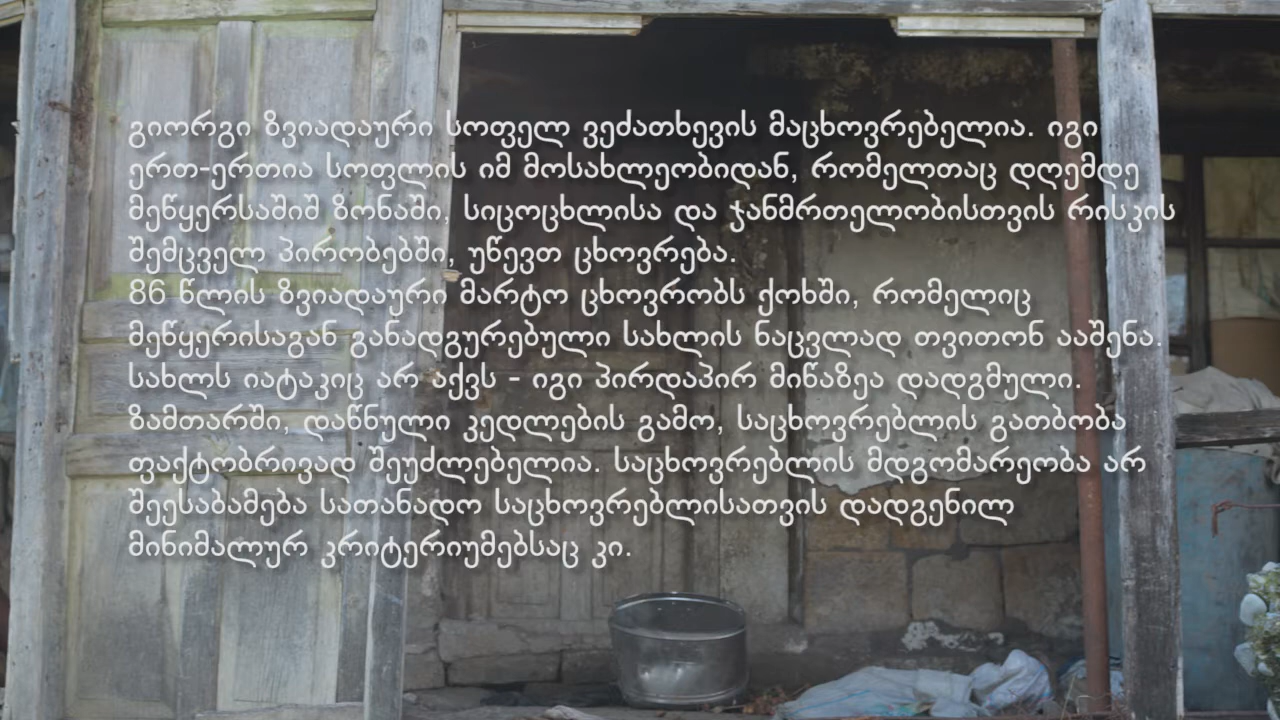 გიორგი ზვიადაური სოფელ ვეძათხევის მაცხოვრებელია. იგი
ერთ-ერთია სოფლის იმ მოსახლეობიდან, რომელთაც დღემდე
მეწყერსაშიშ ზონაში, სიცოცხლისა და ჯანმრთელობისთვის რისკის
შემცველ პირობებში, უწევთ ცხოვრება.
86 წლის ზვიადაური მარტო ცხოვრობს ქოხში, რომელიც
მეწყერისაგან განადგურებული სახლის ნაცვლად თვითონ ააშენა.
სახლს იატაკიც არ აქვს - იგი პირდაპირ მიწაზეა დადგმული.
ზამთარში, დაწნული კედლების გამო, საცხოვრებლის გათბობა
ფაქტობრივად შეუძლებელია. საცხოვრებლის მდგომარეობა არ
შეესაბამება სათანადო საცხოვრებლისათვის დადგენილ
მინიმალურ კრიტერიუმებსაც კი.